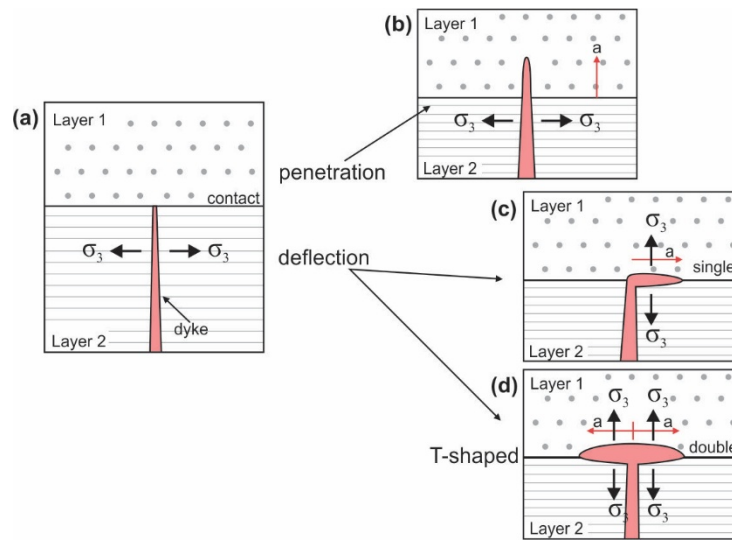 (a)
Layer 1
contact
σ3 σ3
dyke
Layer 2
penetration
deflection
T-shaped
(b)
Layer 1
a
σ3 σ3
Layer 2
(c)
Layer 1
σ3
a
single
σ3
Layer 2
(d)
Layer 1
σ3 σ3
a a
double
σ3 σ3
Layer 2